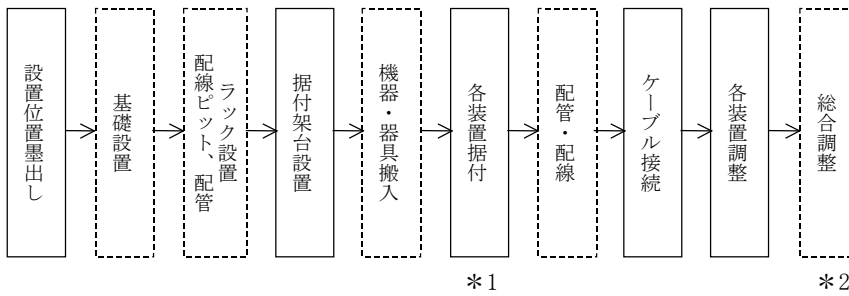 設置位置墨出し
基礎設置
配線ピット、配管
ラック設置
据付架台設置
機器・器具搬入
各装置据付
配管・配線
ケーブル接続
各装置調整
総合調整
＊1
＊2